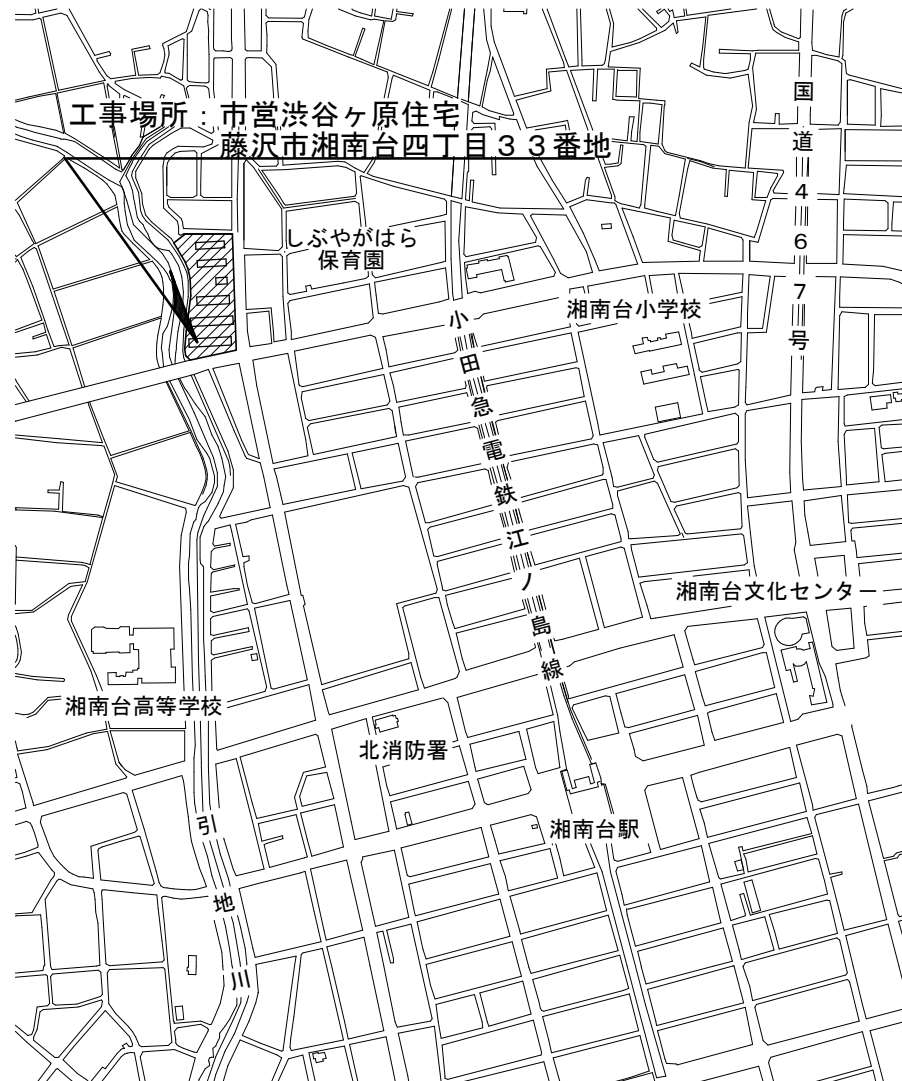 工事場所：市営渋谷ヶ原住宅
藤沢市湘南台四丁目３３番地
国道４６７号
しぶやがはら
保育園
湘南台小学校
小田急電鉄江ノ島線
湘南台文化センター
湘南台高等学校
北消防署
湘南台駅
引地川